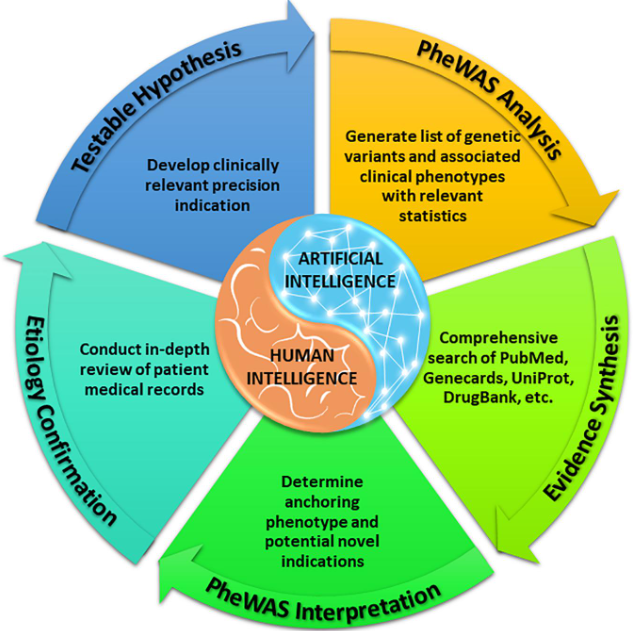 Testable Hypothesis
Develop clinically
relevant precision
indication
PheWAS Analysis
Generate list of genetic
variants and associated
clinical phenotypes
with relevant
statistics
ARTIFICIAL
INTELLIGENCE
HUMAN
INTELLIGENCE
Evidence Synthesis
Comprehensive
search of PubMed,
Genecards, UniProt,
DrugBank, etc.
PheWAS Interpretation
Determine
anchoring
phenotype and
potential novel
indications
Etiology Confirmation
Conduct in-depth
review of patient
medical records